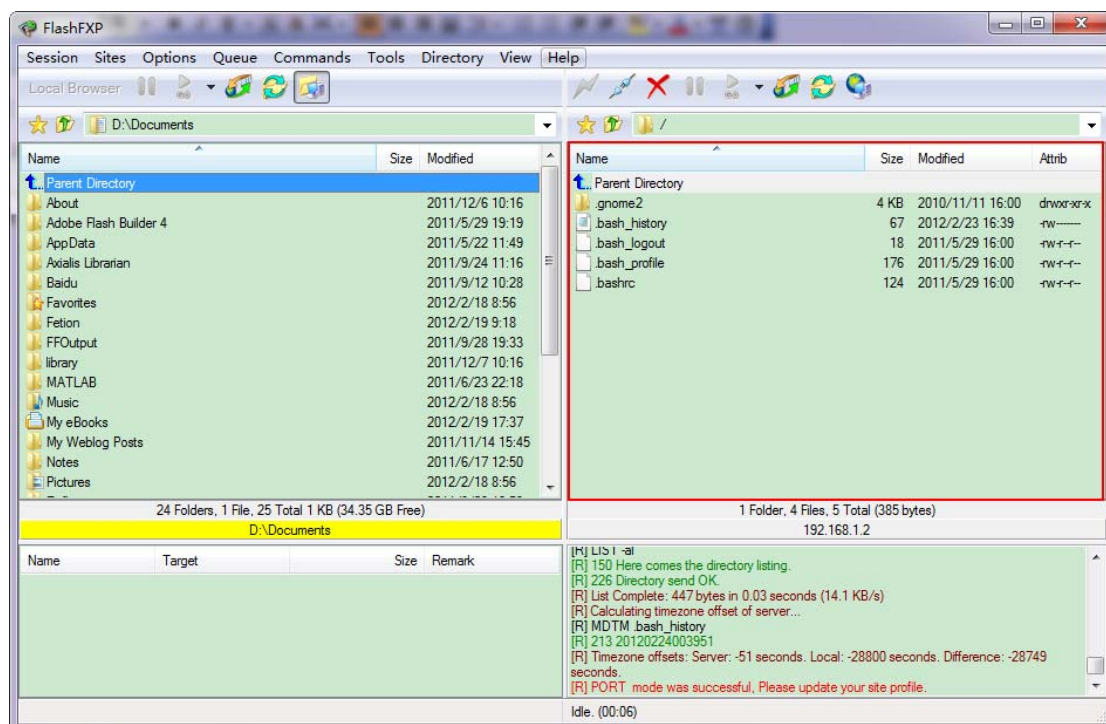 FlashFXP
Session Sites Options Queue Commands Tools Directory View Help
Local Browser
D:\Documents
/
Name Size Modified
Parent Directory
About 2011/12/6 10:16
Adobe Flash Builder 4 2011/5/29 19:19
AppData 2011/5/22 11:49
Axialis Librarian 2011/9/24 11:16
Baidu 2011/9/12 10:28
Favorites 2012/2/18 8:56
Fetion 2012/2/19 9:18
FFOutput 2011/9/28 19:33
library 2011/12/7 10:16
MATLAB 2011/6/23 22:18
Music 2012/2/18 8:56
My eBooks 2012/2/19 17:37
My Weblog Posts 2011/11/14 15:45
Notes 2011/6/17 12:50
Pictures 2012/2/18 8:56
24 Folders, 1 File, 25 Total 1 KB (34.35 GB Free)
D:\Documents
Name Size Modified Attrib
Parent Directory
.gnome2 4 KB 2010/11/11 16:00 drwxr-xr-x
.bash_history 67 2012/2/23 16:39 -rw-------
.bash_logout 18 2011/5/29 16:00 -rw-r--r--
.bash_profile 176 2011/5/29 16:00 -rw-r--r--
.bashrc 124 2011/5/29 16:00 -rw-r--r--
1 Folder, 4 Files, 5 Total (385 bytes)
192.168.1.2
Name Target Size Remark
[R] LIST -al
[R] 150 Here comes the directory listing.
[R] 226 Directory send OK.
[R] List Complete: 447 bytes in 0.03 seconds (14.1 KB/s)
[R] Calculating timezone offset of server...
[R] MDTM .bash_history
[R] 213 20120224003951
[R] Timezone offsets: Server: -51 seconds. Local: -28800 seconds. Difference: -28749
seconds.
[R] PORT mode was successful, Please update your site profile.
Idle. (00:06)